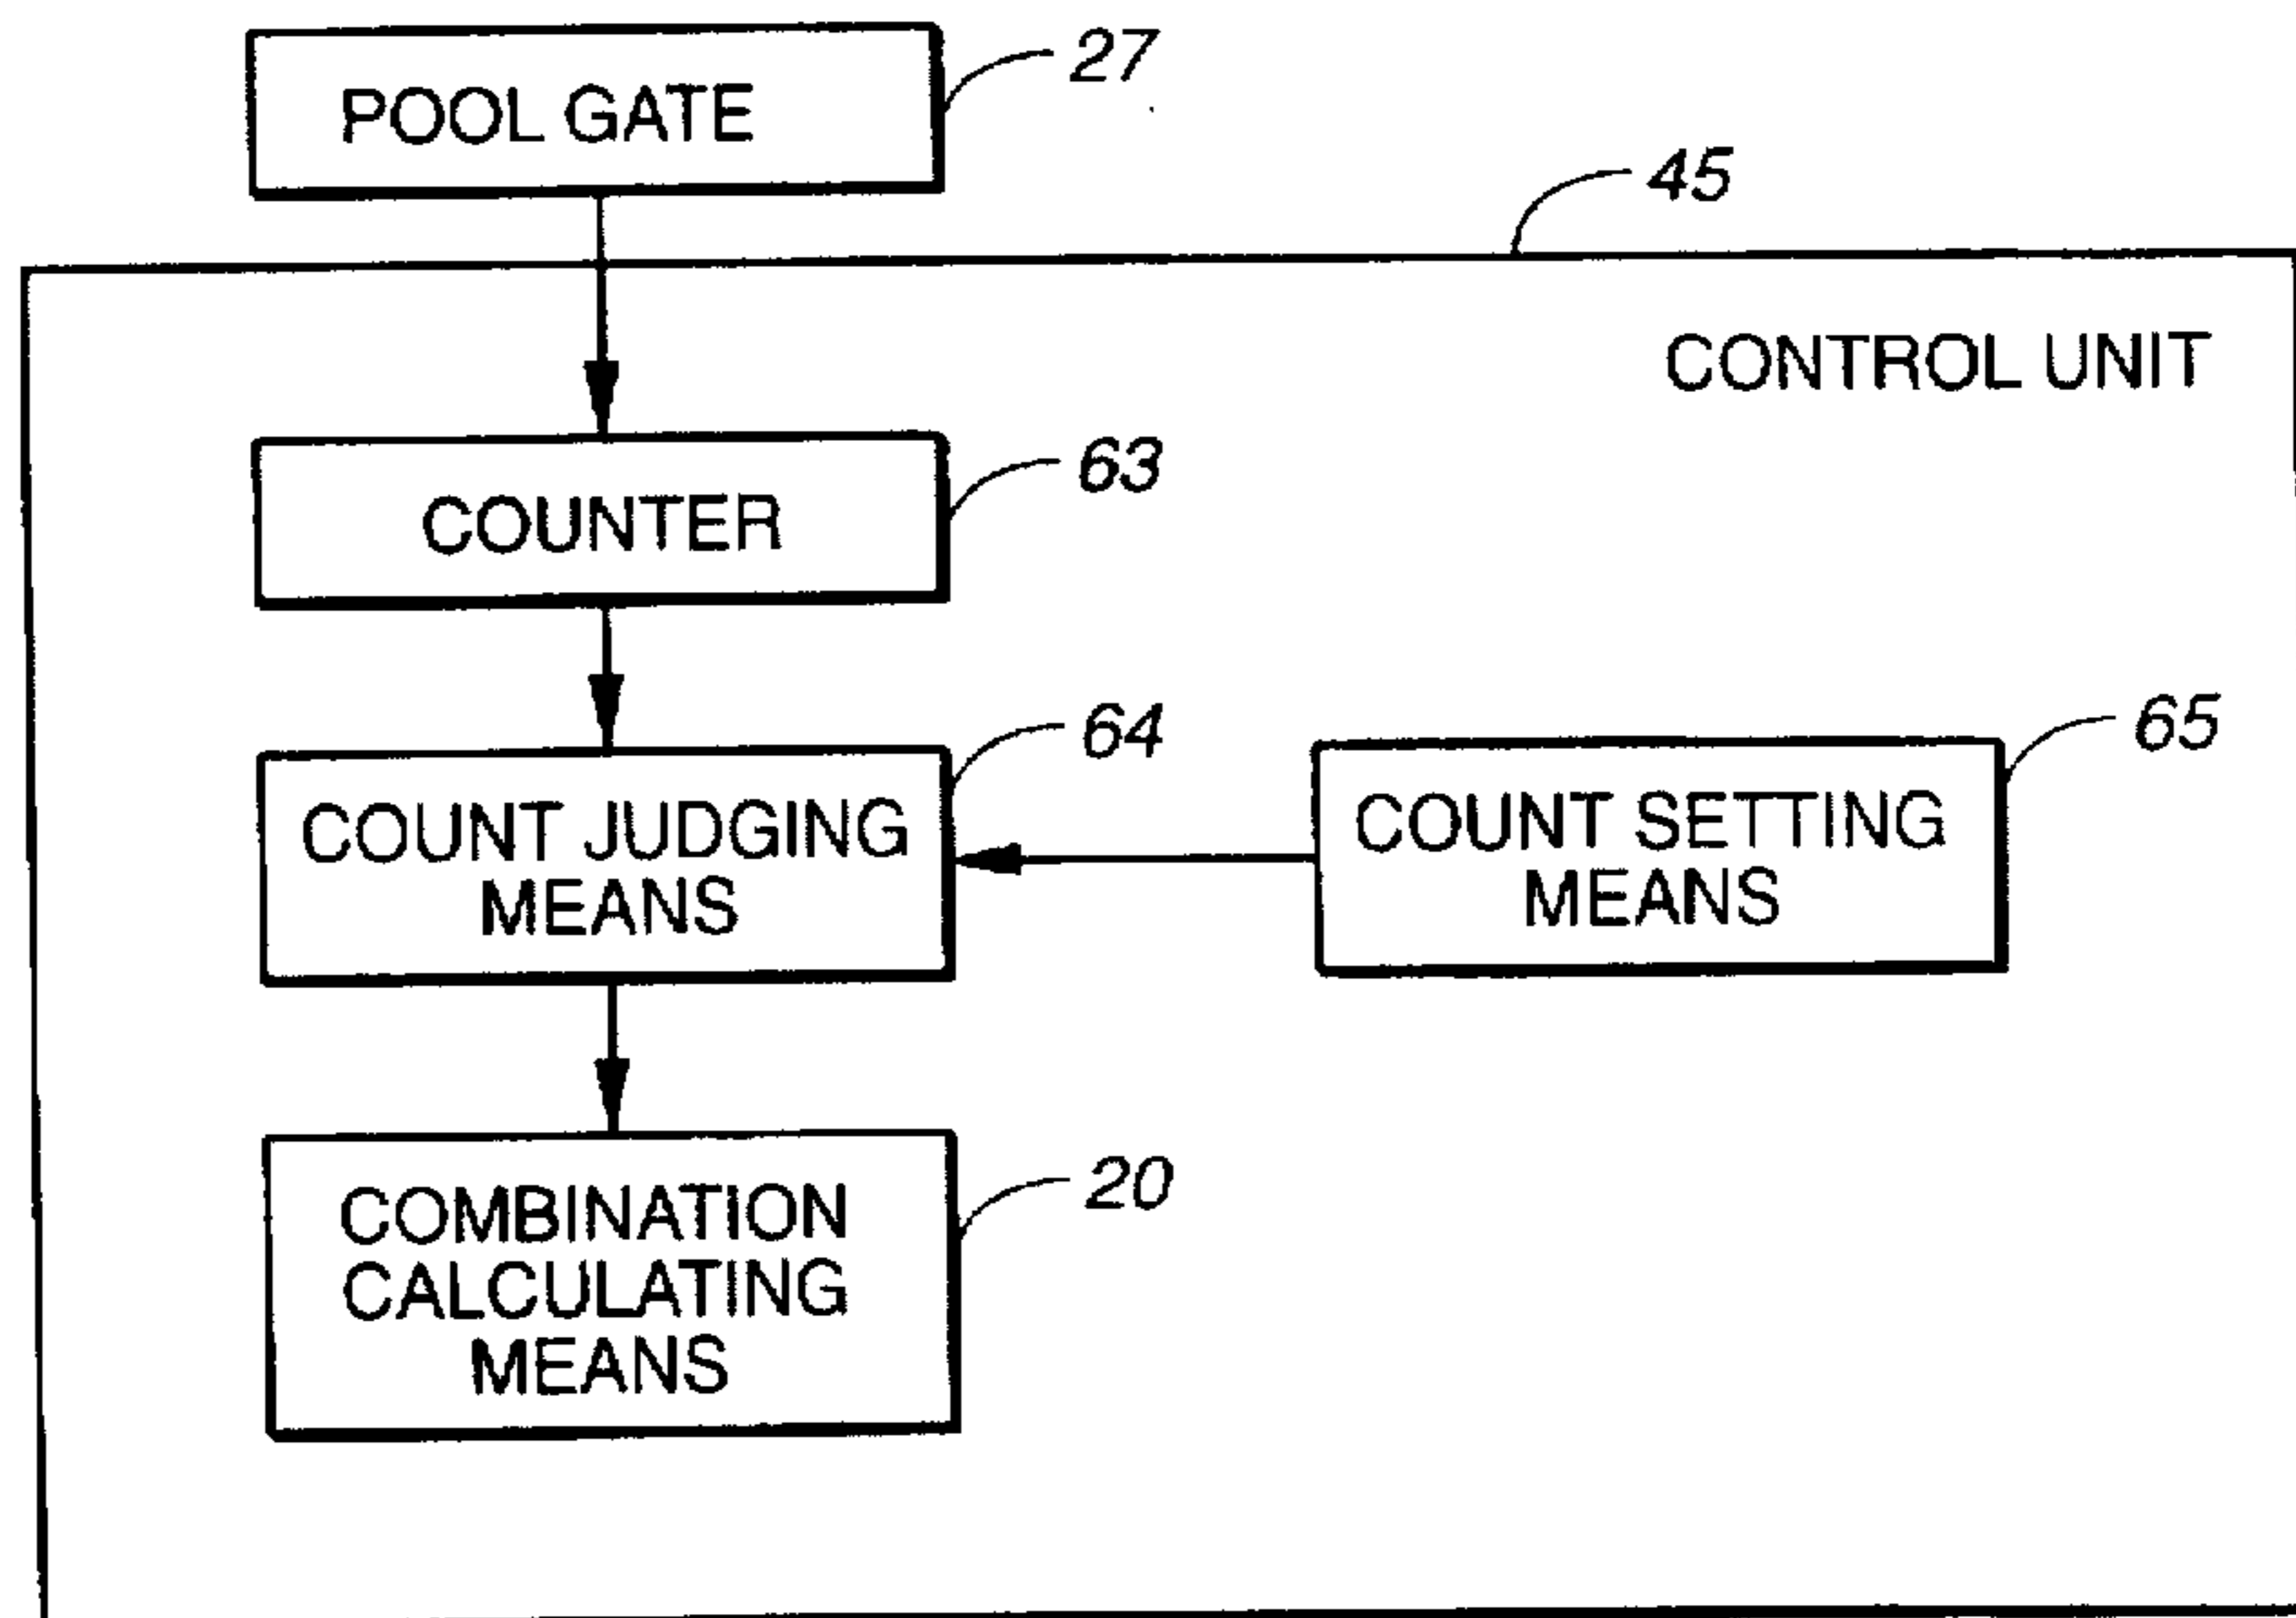 POOL GATE
27
45
CONTROL UNIT
COUNTER
63
COUNT JUDGING
MEANS
64
COUNT SETTING
MEANS
65
COMBINATION
CALCULATING
MEANS
20